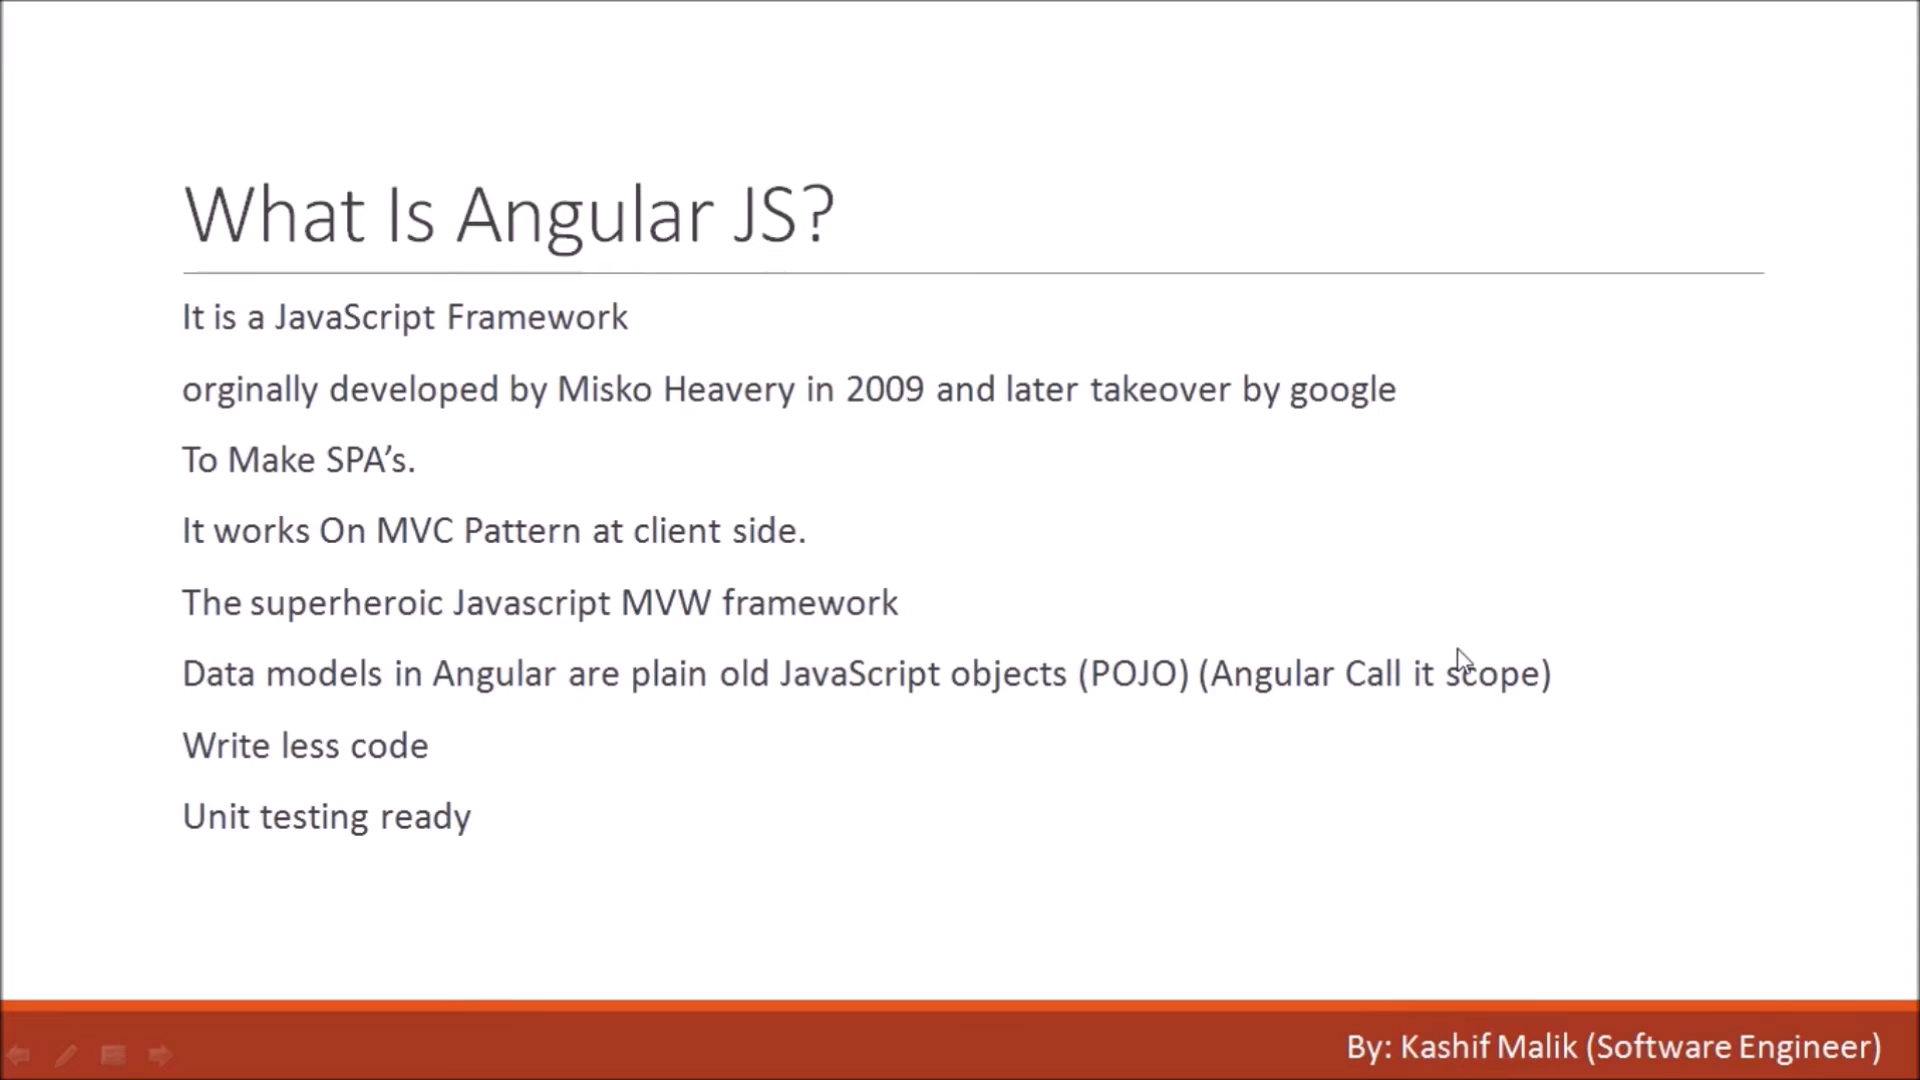 What Is Angular JS?
It is a JavaScript Framework
orginally developed by Misko Heavery in 2009 and later takeover by google
To Make SPA’s.
It works On MVC Pattern at client side.
The superheroic Javascript MVW framework
Data models in Angular are plain old JavaScript objects (POJO) (Angular Call it scope)
Write less code
Unit testing ready
By: Kashif Malik (Software Engineer)